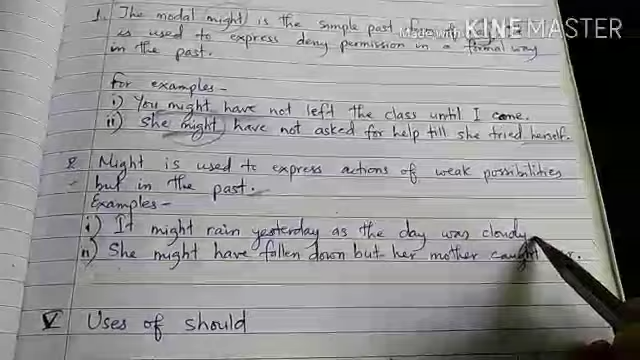 1. The modal might is the simple past
Made with KINEMASTER
is used to express deny permission in a formal way
in the past.
For examples-
i) You might have not left the class until I come.
ii) She might have not asked for help till she tried herself.
2 Might is used to express actions of weak possibilities
- but in the past.
Examples-
i) It might rain yesterday as the day was cloudy
ii) She might have fallen down but her mother caught
V Uses of should